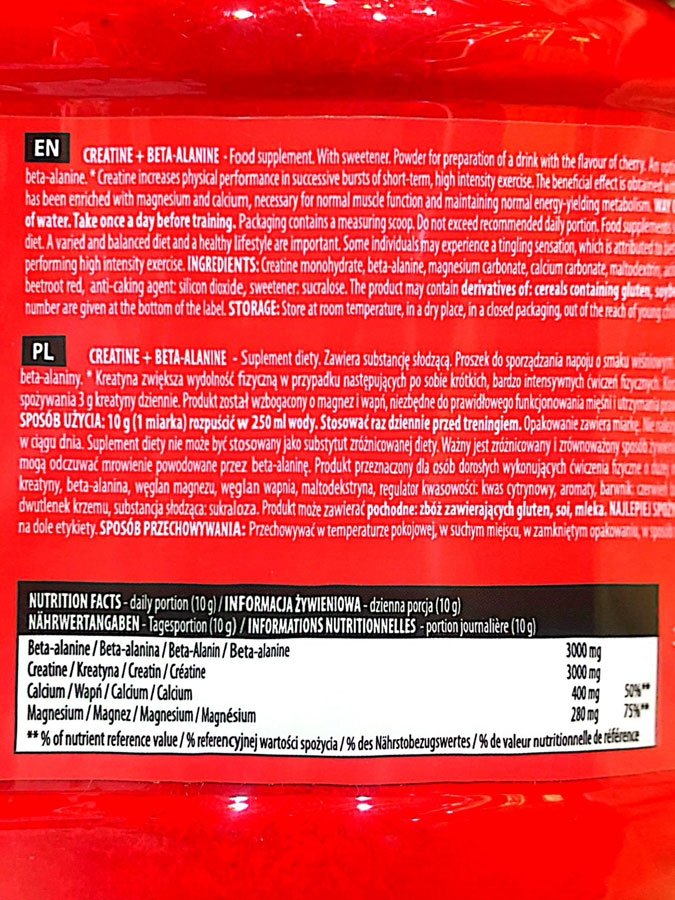 EN CREATINE + BETA-ALANINE - Food supplement. With sweetener. Powder for preparation of a drink with the flavour of cherry. An
beta-alanine. * Creatine increases physical performance in successive bursts of short-term, high intensity exercise. The beneficial effect is obtained
has been enriched with magnesium and calcium, necessary for normal muscle function and maintaining normal energy-yielding metabolism. WAY
of water. Take once a day before training. Packaging contains a measuring scoop. Do not exceed recommended daily portion. Food supplements
diet. A varied and balanced diet and a healthy lifestyle are important. Some individuals may experience a tingling sensation, which is attributed to
performing high intensity exercise. INGREDIENTS: Creatine monohydrate, beta-alanine, magnesium carbonate, calcium carbonate, maltodextrin,
beetroot red, anti-caking agent: silicon dioxide, sweetener: sucralose. The product may contain derivatives of: cereals containing gluten,
number are given at the bottom of the label. STORAGE: Store at room temperature, in a dry place, in a closed packaging, out of the reach of young
PL CREATINE + BETA-ALANINE - Suplement diety. Zawiera substancję słodzącą. Proszek do sporządzania napoju o smaku wiśniowym.
beta-alaniny. * Kreatyna zwiększa wydolność fizyczną w przypadku następujących po sobie krótkich, bardzo intensywnych ćwiczeń fizycznych.
spożywania 3 g kreatyny dziennie. Produkt został wzbogacony o magnez i wapń, niezbędne do prawidłowego funkcjonowania mięśni i utrzymania
SPOSÓB UŻYCIA: 10 g (1 miarka) rozpuścić w 250 ml wody. Stosować raz dziennie przed treningiem. Opakowanie zawiera miarkę. Nie
w ciągu dnia. Suplement diety nie może być stosowany jako substytut zróżnicowanej diety. Ważny jest zróżnicowany i zrównoważony sposób
mogą odczuwać mrowienie powodowane przez beta-alaninę. Produkt przeznaczony dla osób dorosłych wykonujących ćwiczenia fizyczne o
kreatyny, beta-alanina, węglan magnezu, węglan wapnia, maltodekstryna, regulator kwasowości: kwas cytrynowy, aromaty, barwnik:
dwutlenek krzemu, substancja słodząca: sukraloza. Produkt może zawierać pochodne: zbóż zawierających gluten, soi, mleka. NAJLEPIEJ
na dole etykiety. SPOSÓB PRZECHOWYWANIA: Przechowywać w temperaturze pokojowej, w suchym miejscu, w zamkniętym opakowaniu, w
NUTRITION FACTS - daily portion (10 g) / INFORMACJA ŻYWIENIOWA - dzienna porcja (10 g)
NÄHRWERTANGABEN - Tagesportion (10 g) / INFORMATIONS NUTRITIONNELLES - portion journalière (10 g)
Beta-alanine / Beta-alanina / Beta-Alanin / Beta-alanine 3000 mg
Creatine / Kreatyna / Creatin / Créatine 3000 mg
Calcium / Wapń / Calcium / Calcium 400 mg 50%**
Magnesium / Magnez / Magnesium / Magnésium 280 mg 75%**
** % of nutrient reference value / % referencyjnej wartości spożycia / % des Nährstobezugswertes / % de valeur nutritionnelle de référence